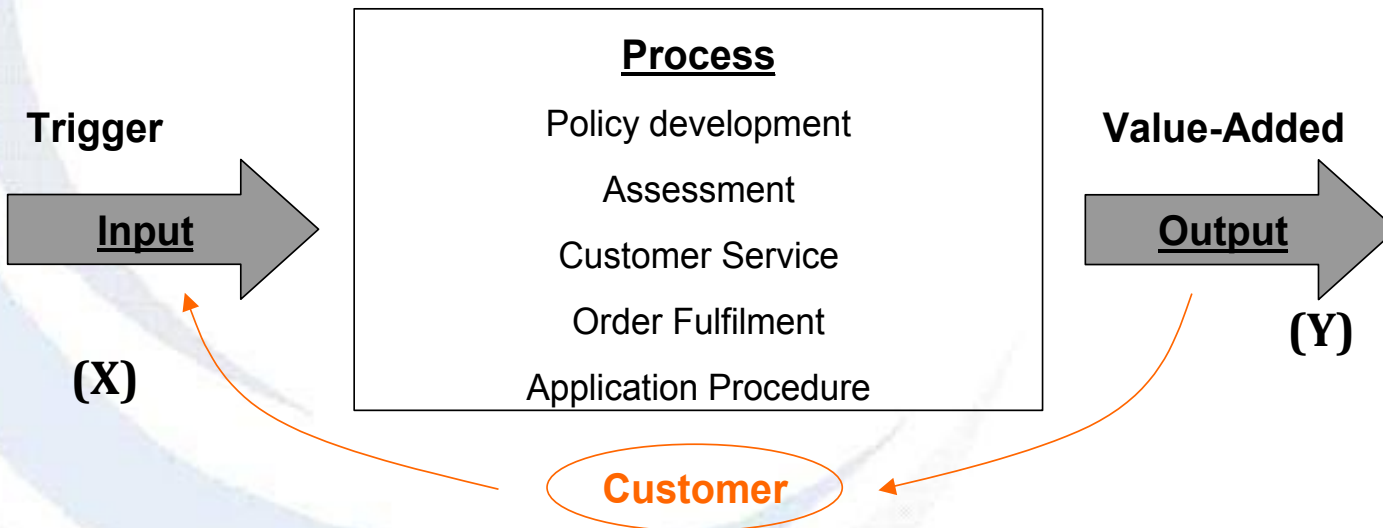 Process
Policy development
Assessment
Customer Service
Order Fulfilment
Application Procedure
Trigger
Input
(X)
Value-Added
Output
(Y)
Customer